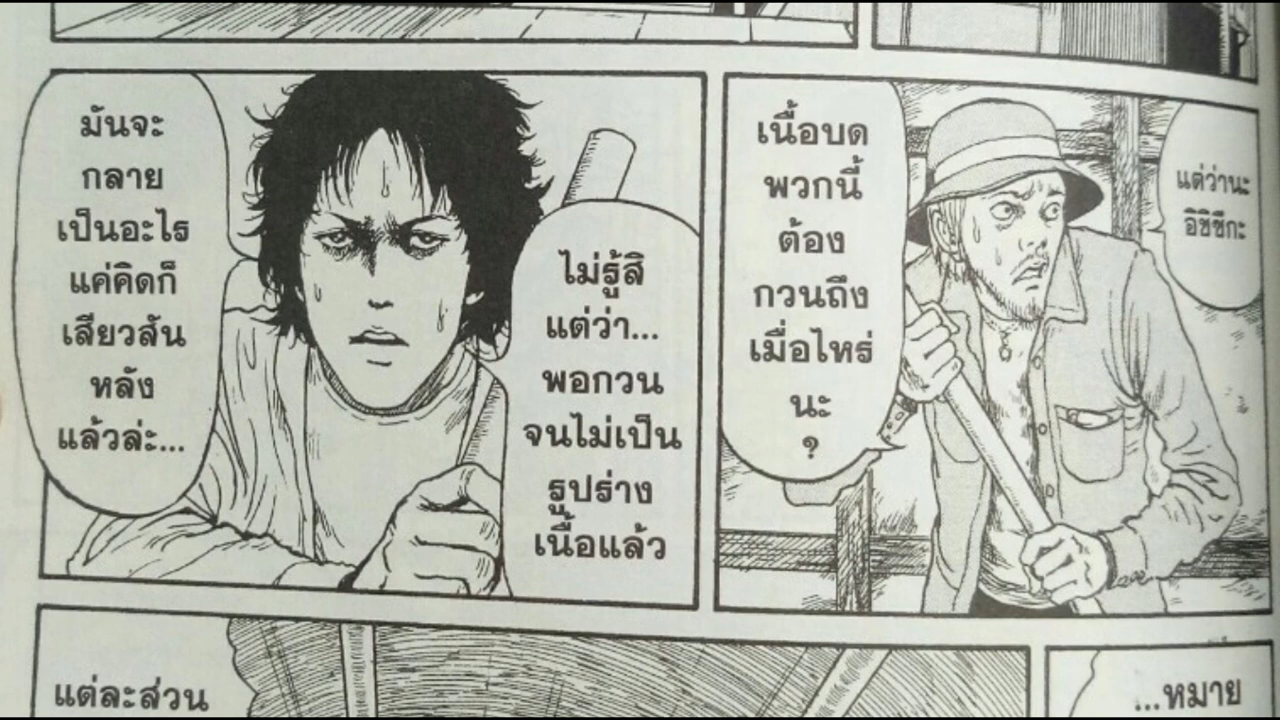 แต่ว่านะ
อิชิซึกะ
เนื้อบด
พวกนี้
ต้อง
กวนถึง
เมื่อไหร่
นะ
?
ไม่รู้สิ
แต่ว่า...
พอกวน
จนไม่เป็น
รูปร่าง
เนื้อแล้ว
มันจะ
กลาย
เป็นอะไร
แค่คิดก็
เสียวสัน
หลัง
แล้วล่ะ...
...หมาย
แต่ละส่วน